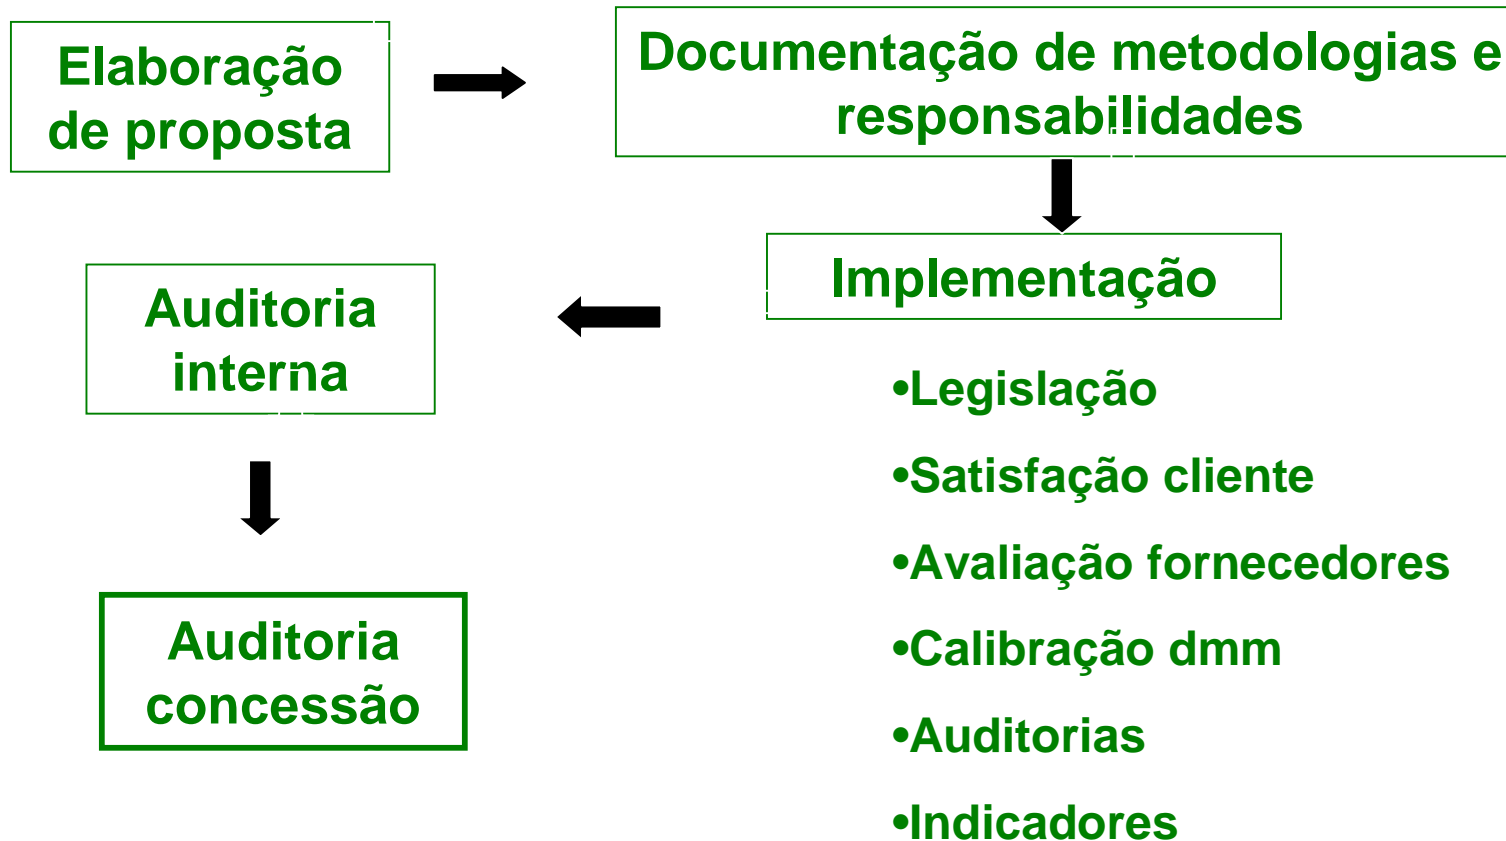 Elaboração
de proposta
Documentação de metodologias e
responsabilidades
Implementação
Auditoria
interna
•Legislação
•Satisfação cliente
•Avaliação fornecedores
•Calibração dmm
•Auditorias
•Indicadores
Auditoria
concessão